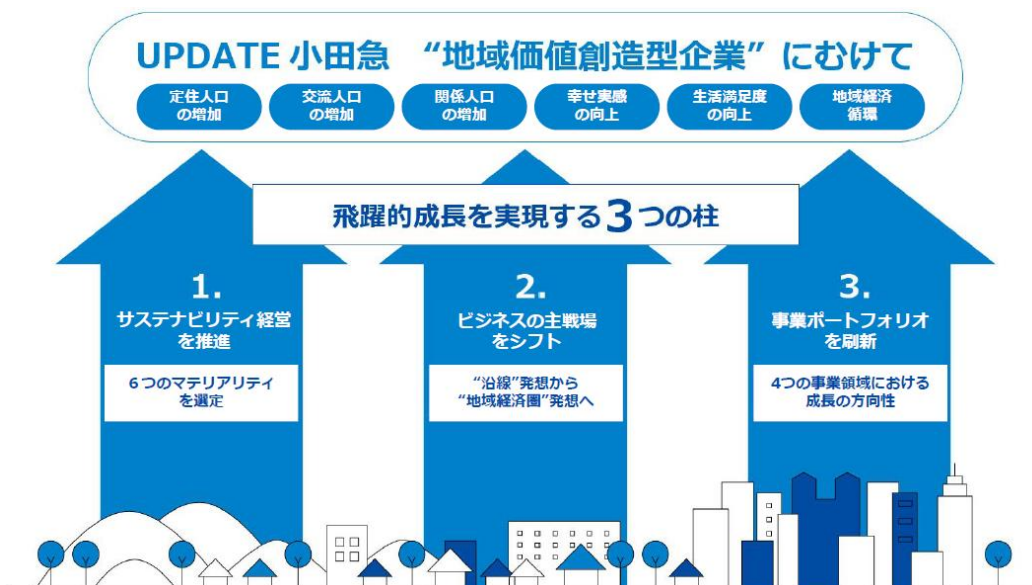 UPDATE 小田急 “地域価値創造型企業” にむけて
定住人口
の増加
交流人口
の増加
関係人口
の増加
幸せ実感
の向上
生活満足度
の向上
地域経済
循環
飛躍的成長を実現する3つの柱
1.
サステナビリティ経営
を推進
6つのマテリアリティ
を選定
2.
ビジネスの主戦場
をシフト
“沿線”発想から
“地域経済圏”発想へ
3.
事業ポートフォリオ
を刷新
4つの事業領域における
成長の方向性